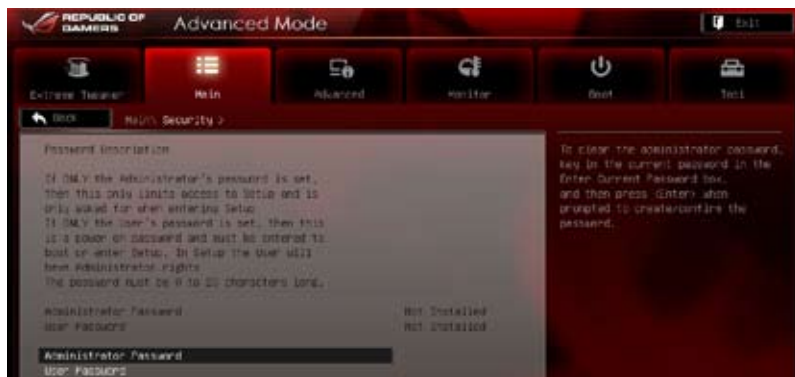 REPUBLIC OF
GAMERS
Advanced Mode
Exit
Extreme Tweaker
Main
Advanced
Monitor
Boot
Tool
Back
Main\ Security >
Password Description
If ONLY the Administrator's password is set,
then this only limits access to Setup and is
only asked for when entering Setup
If ONLY the User's password is set, then this
is a power on password and must be entered to
boot or enter Setup. In Setup the User will
have Administrator rights
The password must be to 20 characters long.
Administrator Password
Not Installed
User Password
Not Installed
Administrator Password
User Password
To clear the administrator password,
key in the current password in the
Enter Current Password box,
and then press <Enter> when
prompted to create/confirm the
password.